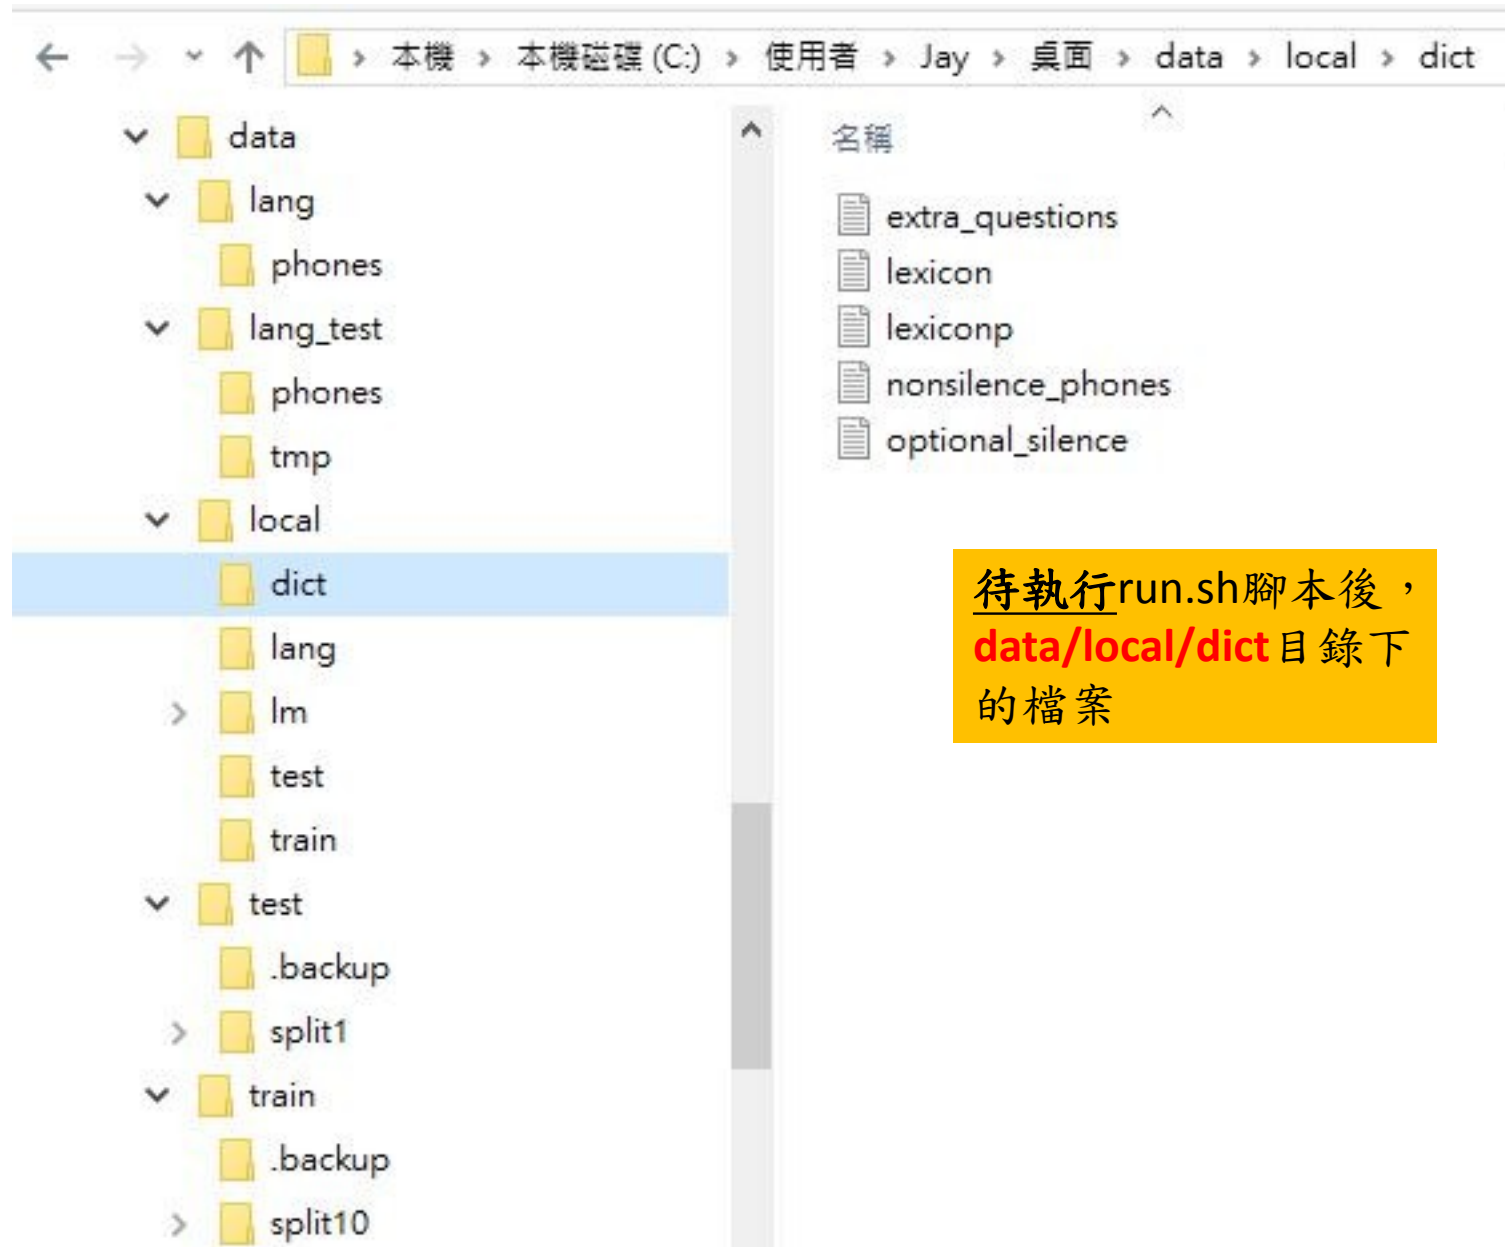 本機 > 本機磁碟 (C:) > 使用者 > Jay > 桌面 > data > local > dict
data
lang
phones
lang_test
phones
tmp
local
dict
lang
lm
test
train
test
.backup
split1
train
.backup
split10
名稱
extra_questions
lexicon
lexiconp
nonsilence_phones
optional_silence
待執行run.sh腳本後，
data/local/dict目錄下
的檔案